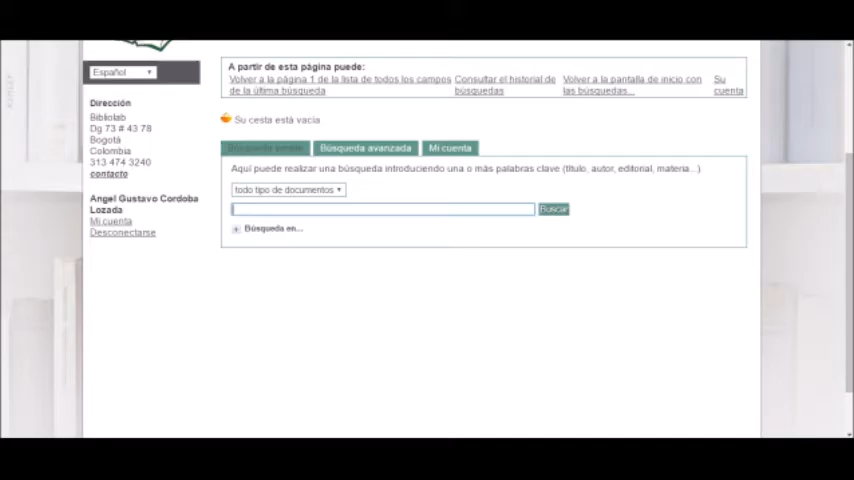 Español
Dirección
Bibliolab
Dg 73 # 43 78
Bogotá
Colombia
313 474 3240
contacto
Angel Gustavo Cordoba
Lozada
Mi cuenta
Desconectarse
A partir de esta página puede:
Volver a la página 1 de la lista de todos los campos
de la última búsqueda
Consultar el historial de
búsquedas
Volver a la pantalla de inicio con
las búsquedas...
Su
cuenta
Su cesta está vacía
Búsqueda simple
Búsqueda avanzada
Mi cuenta
Aquí puede realizar una búsqueda introduciendo una o más palabras clave (título, autor, editorial, materia...)
todo tipo de documentos
Buscar
Búsqueda en...